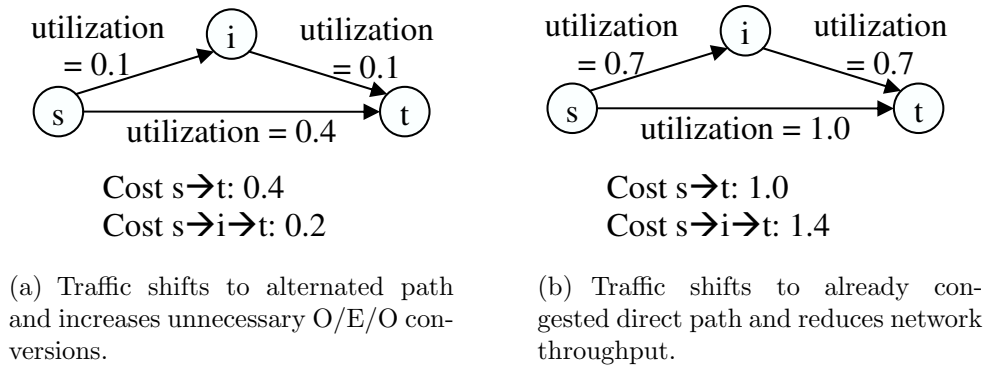 utilization
= 0.1
i
utilization
= 0.1
s
t
utilization = 0.4
Cost s→t: 0.4
Cost s→i→t: 0.2
(a) Traffic shifts to alternated path
and increases unnecessary O/E/O con-
versions.
utilization
= 0.7
i
utilization
= 0.7
s
t
utilization = 1.0
Cost s→t: 1.0
Cost s→i→t: 1.4
(b) Traffic shifts to already con-
gested direct path and reduces network
throughput.